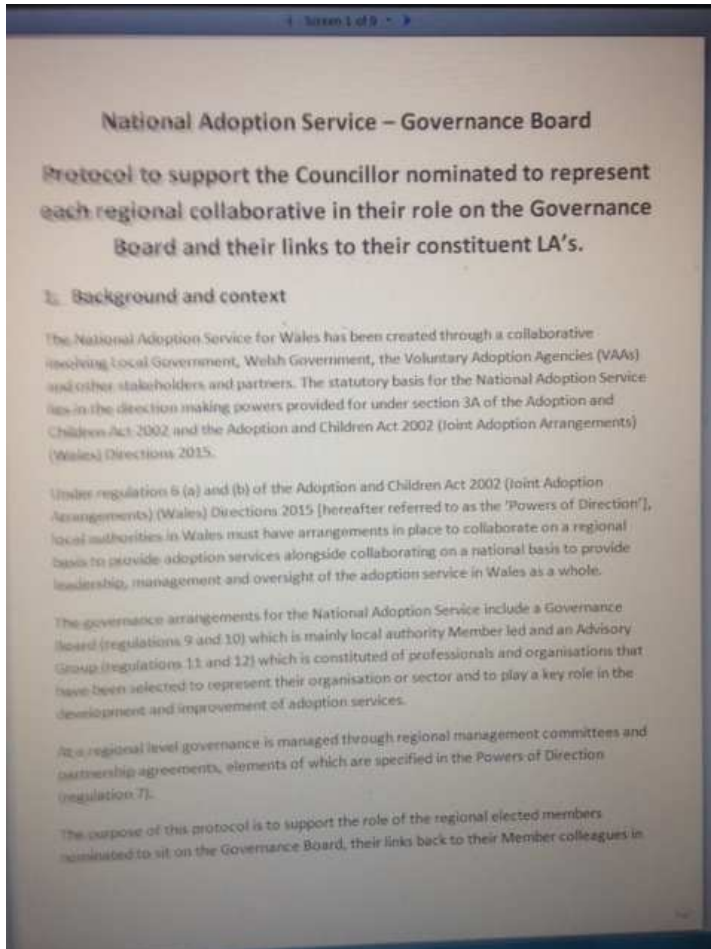 Screen 1 of 9
National Adoption Service – Governance Board
Protocol to support the Councillor nominated to represent
each regional collaborative in their role on the Governance
Board and their links to their constituent LA's.
1. Background and context
The National Adoption Service for Wales has been created through a collaborative
involving Local Government, Welsh Government, the Voluntary Adoption Agencies (VAAs)
and other stakeholders and partners. The statutory basis for the National Adoption Service
lies in the direction making powers provided for under section 3A of the Adoption and
Children Act 2002 and the Adoption and Children Act 2002 (Joint Adoption Arrangements)
(Wales) Directions 2015.
Under regulation 6 (a) and (b) of the Adoption and Children Act 2002 (Joint Adoption
Arrangements) (Wales) Directions 2015 [hereafter referred to as the 'Powers of Direction'],
local authorities in Wales must have arrangements in place to collaborate on a regional
basis to provide adoption services alongside collaborating on a national basis to provide
leadership, management and oversight of the adoption service in Wales as a whole.
The governance arrangements for the National Adoption Service include a Governance
Board (regulations 9 and 10) which is mainly local authority Member led and an Advisory
Group (regulations 11 and 12) which is constituted of professionals and organisations that
have been selected to represent their organisation or sector and to play a key role in the
development and improvement of adoption services.
At a regional level governance is managed through regional management committees and
partnership agreements, elements of which are specified in the Powers of Direction
(regulation 7).
The purpose of this protocol is to support the role of the regional elected members
nominated to sit on the Governance Board, their links back to their Member colleagues in